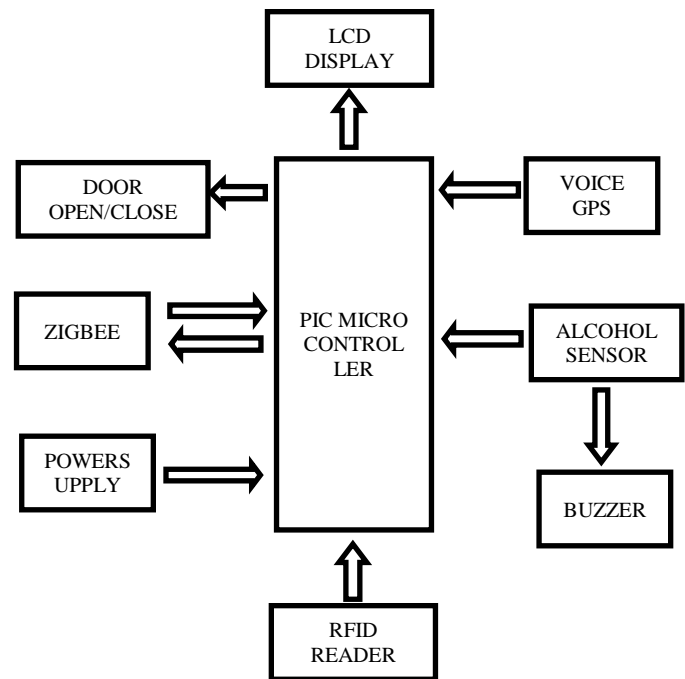 LCD
DISPLAY
DOOR
OPEN/CLOSE
VOICE
GPS
ZIGBEE
PIC MICRO
CONTROL
LER
ALCOHOL
SENSOR
POWERS
UPPLY
BUZZER
RFID
READER